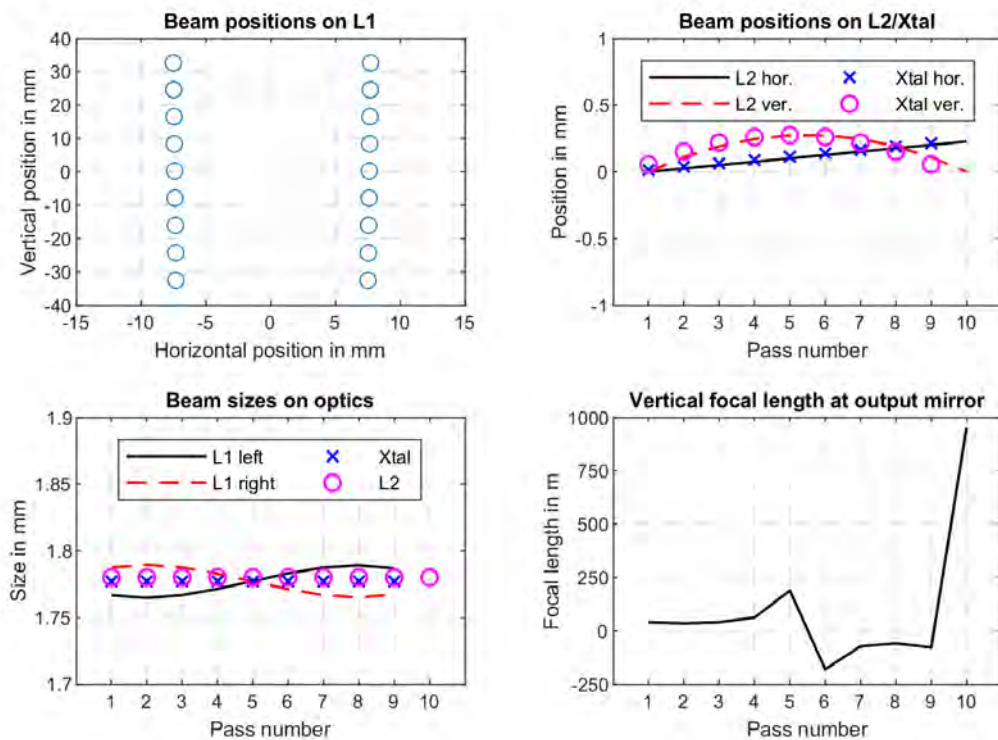 Beam positions on L1
Vertical position in mm
40
30
20
10
0
-10
-20
-30
-40
-15
-10
-5
0
5
10
15
Horizontal position in mm
Beam positions on L2/Xtal
Position in mm
1
0.5
0
-0.5
-1
L2 hor.
L2 ver.
Xtal hor.
Xtal ver.
1 2 3 4 5 6 7 8 9 10
Pass number
Beam sizes on optics
Size in mm
1.9
1.85
1.8
1.75
1.7
L1 left
L1 right
Xtal
L2
1 2 3 4 5 6 7 8 9 10
Pass number
Vertical focal length at output mirror
Focal length in m
1000
750
500
250
0
-250
1 2 3 4 5 6 7 8 9 10
Pass number